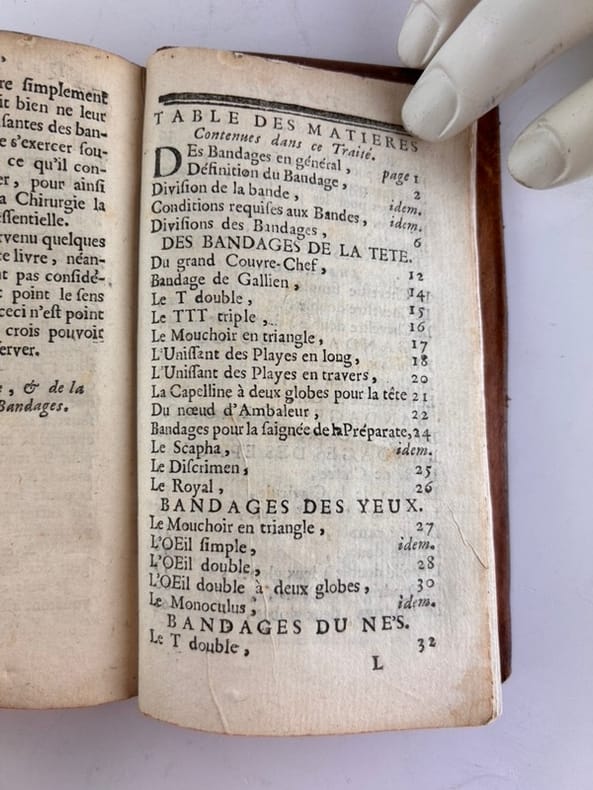 re ſimplement
it bien ne leur
ſantes des ban-
e s'exercer ſou-
ce qu'il con-
er, pour ainſi
a Chirurgie la
ſſentielle.
rvenu quelques
e livre, néan-
t pas conſidé-
point le ſens
ceci n'eſt point
crois pouvoir
erver.
, & de la
Bandages.
TABLE DES MATIERES
Contenues dans ce Traité.
DEs Bandages en général, page 1
Définition du Bandage, 2
Diviſion de la bande, idem.
Conditions requiſes aux Bandes, idem.
Diviſions des Bandages, 6
DES BANDAGES DE LA TETE.
Du grand Couvre-Chef, 12
Bandage de Gallien, 14
Le T double, 15
Le TTT triple, 16
Le Mouchoir en triangle, 17
L'Uniſſant des Playes en long, 18
L'Uniſſant des Playes en travers, 20
La Capelline à deux globes pour la tête 21
Du nœud d'Ambaleur, 22
Bandages pour la ſaignée de la Préparate, 24
Le Scapha, idem.
Le Diſcrimen, 25
Le Royal, 26
BANDAGES DES YEUX.
Le Mouchoir en triangle, 27
L'OEil ſimple, idem.
L'OEil double, 28
L'OEil double à deux globes, 30
Le Monoculus, idem.
BANDAGES DU NE'S.
Le T double, 32
L